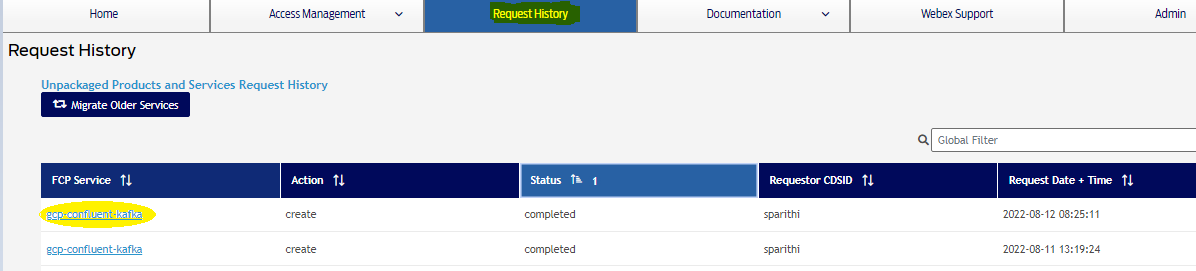 Home Access Management Request History Documentation Webex Support Admin
Request History
Unpackaged Products and Services Request History
Migrate Older Services
Global Filter
FCP Service Action Status 1 Requestor CDSID Request Date + Time
gcp-confluent-kafka create completed sparithi 2022-08-12 08:25:11
gcp-confluent-kafka create completed sparithi 2022-08-11 13:19:24